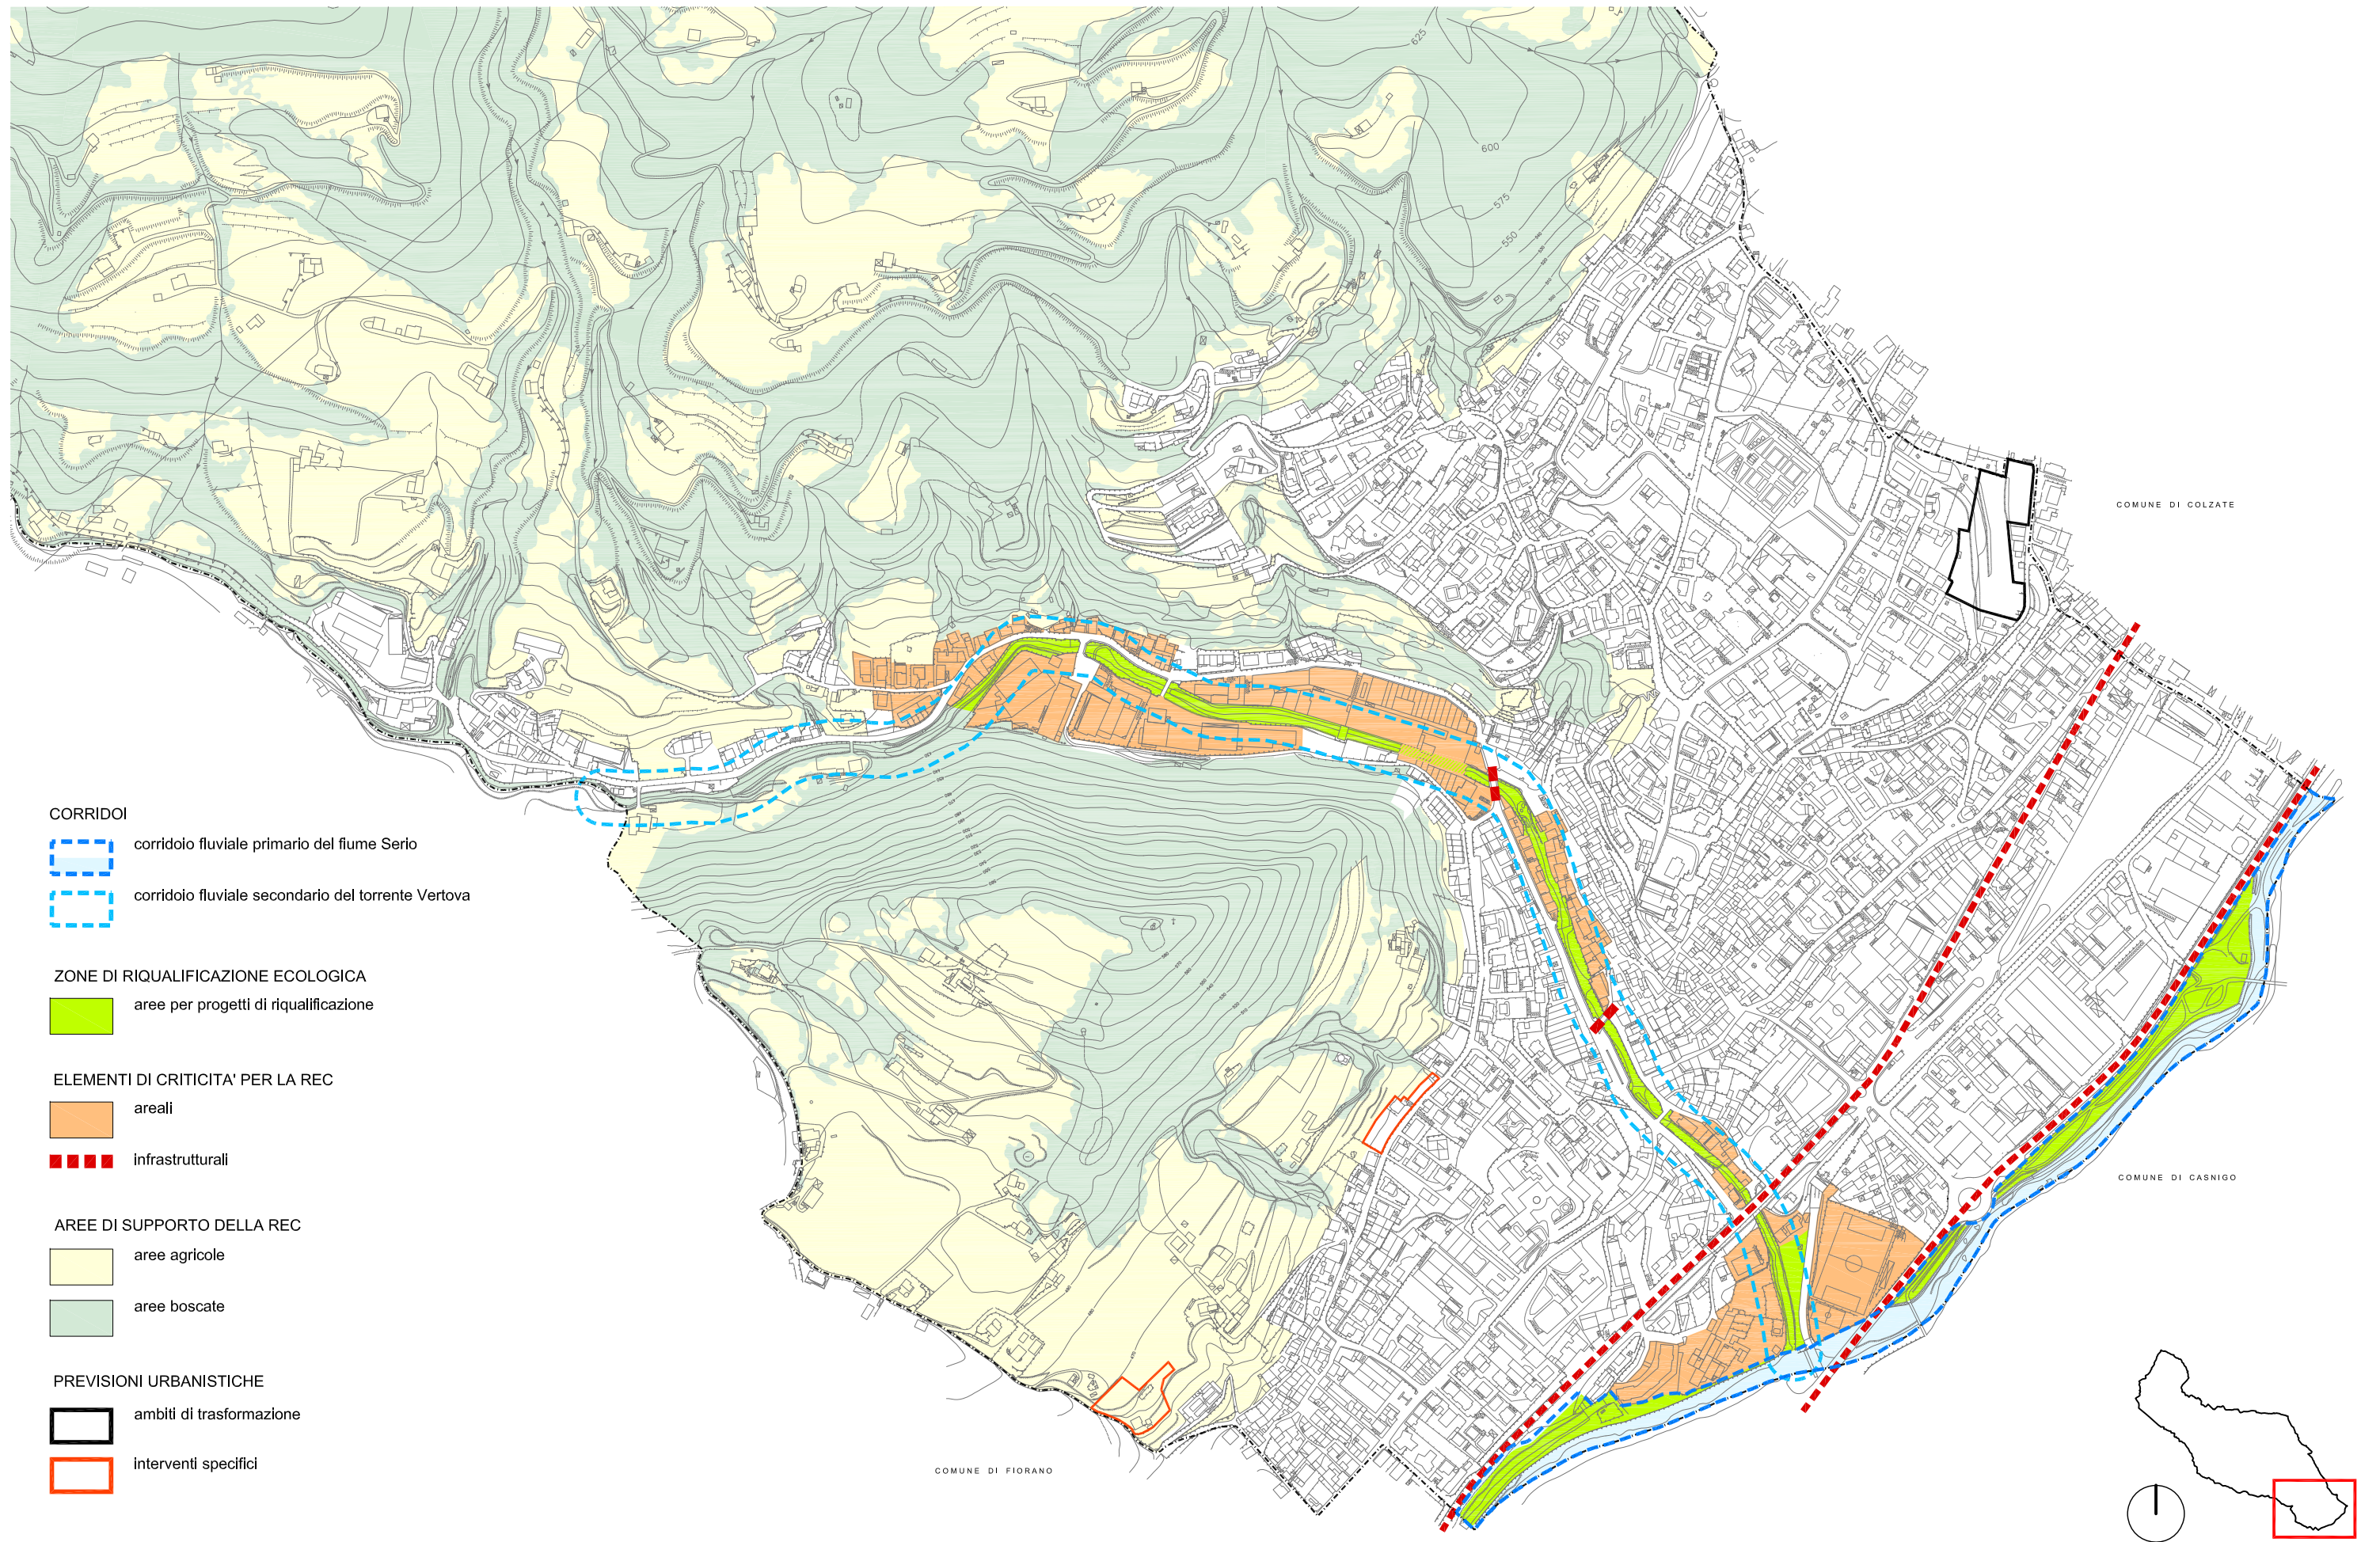 625
600
575
550
COMUNE DI COLZATE
CORRIDOI
corridoio fluviale primario del fiume Serio
corridoio fluviale secondario del torrente Vertova
ZONE DI RIQUALIFICAZIONE ECOLOGICA
aree per progetti di riqualificazione
ELEMENTI DI CRITICITA' PER LA REC
areali
infrastrutturali
COMUNE DI CASNIGO
AREE DI SUPPORTO DELLA REC
aree agricole
aree boscate
PREVISIONI URBANISTICHE
ambiti di trasformazione
interventi specifici
COMUNE DI FIORANO